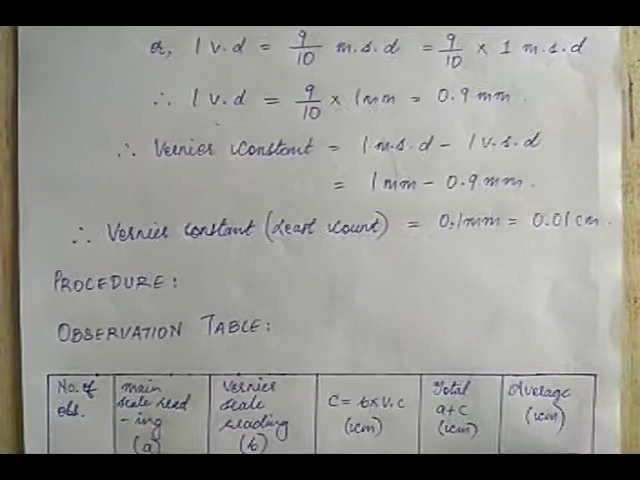 or, 1 v.d = 9/10 m.s.d = 9/10 x 1 m.s.d
∴ 1 v.d = 9/10 x 1mm = 0.9 mm.
∴ Vernier Constant = 1 m.s.d - 1 v.s.d
= 1mm - 0.9 mm.
∴ Vernier constant (Least Count) = 0.1mm = 0.01cm.
PROCEDURE:
OBSERVATION TABLE:
No. of obs.
main scale read-ing (a)
Vernier scale reading (b)
C = b x v.c (cm)
Total a+c (cm)
Average (cm)